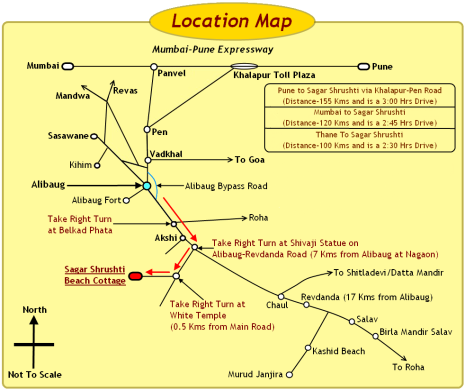 Location Map
Mumbai-Pune Expressway
Mumbai
Panvel
Khalapur Toll Plaza
Pune
Pune to Sagar Shrushti via Khalapur-Pen Road
(Distance-155 Kms and is a 3:00 Hrs Drive)
Mumbai to Sagar Shrushti
(Distance-120 Kms and is a 2:45 Hrs Drive)
Thane To Sagar Shrushti
(Distance-100 Kms and is a 2:30 Hrs Drive)
Revas
Mandwa
Sasawane
Pen
Kihim
Vadkhal
To Goa
Alibaug
Alibaug Bypass Road
Alibaug Fort
Take Right Turn
at Belkad Phata
Roha
Akshi
Take Right Turn at Shivaji Statue on
Alibaug-Revdanda Road (7 Kms from Alibaug at Nagaon)
Sagar Shrushti
Beach Cottage
To Shitladevi/Datta Mandir
Take Right Turn at
White Temple
(0.5 Kms from Main Road)
Chaul
Revdanda (17 Kms from Alibaug)
Salav
Birla Mandir Salav
Kashid Beach
To Roha
Murud Janjira
North
Not To Scale